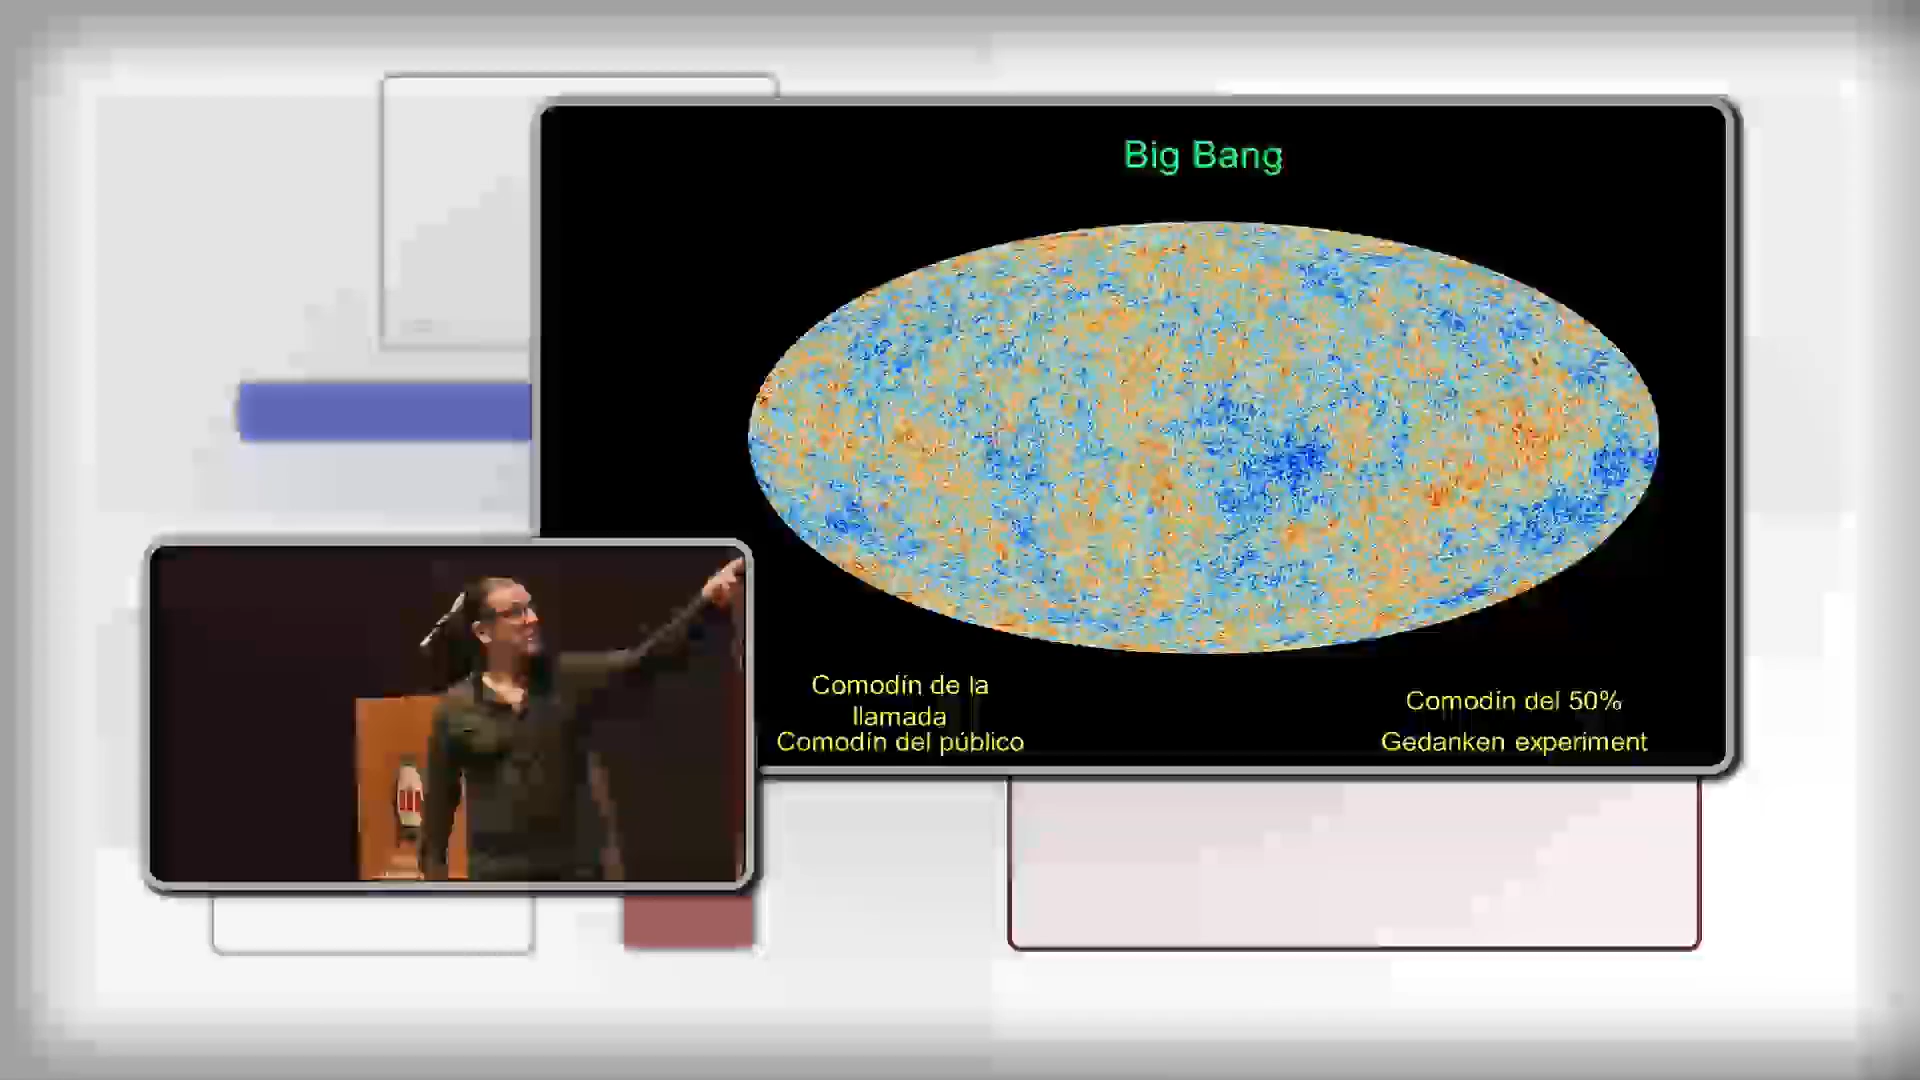 Big Bang
Comodín de la
llamada
Comodín del público
Comodín del 50%
Gedanken experiment